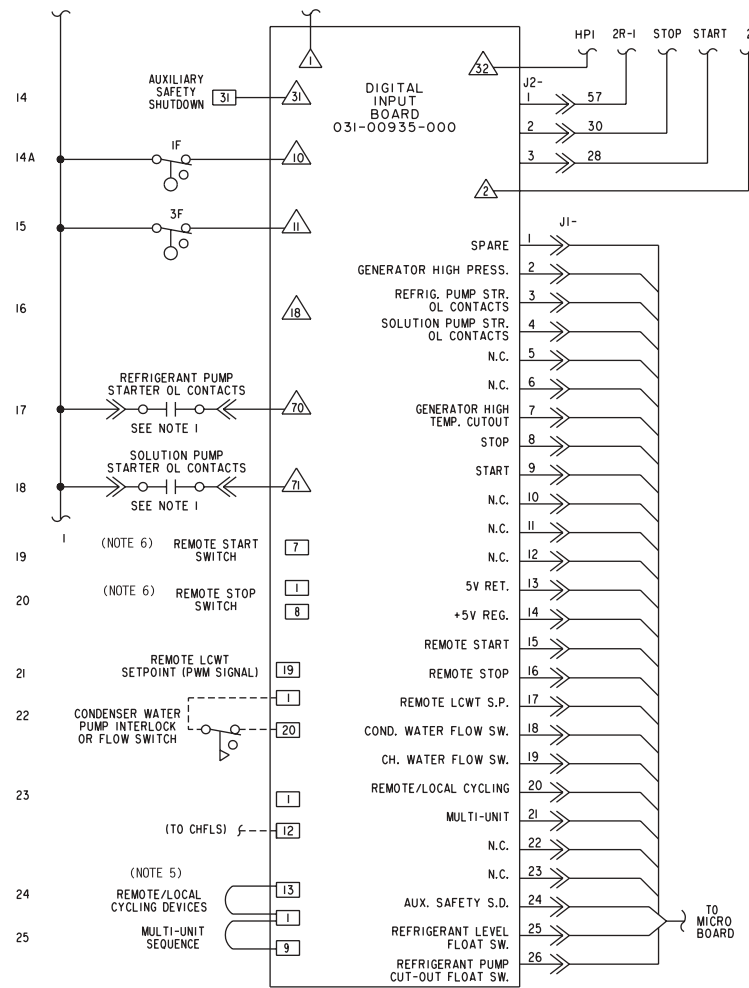 HP1 2R-1 STOP START 2
1
32
DIGITAL
INPUT
BOARD
031-00935-000
J2-
1 57
2 30
3 28
2
14
AUXILIARY
SAFETY
SHUTDOWN
31
31
14A
1F
10
15
3F
11
16
18
17
REFRIGERANT PUMP
STARTER OL CONTACTS
SEE NOTE 1
70
18
SOLUTION PUMP
STARTER OL CONTACTS
SEE NOTE 1
71
1
19
(NOTE 6) REMOTE START
SWITCH
7
20
(NOTE 6) REMOTE STOP
SWITCH
1
8
21
REMOTE LCWT
SETPOINT (PWM SIGNAL)
19
22
CONDENSER WATER
PUMP INTERLOCK
OR FLOW SWITCH
1
20
23
1
(TO CHFLS)
12
(NOTE 5)
24
REMOTE/LOCAL
CYCLING DEVICES
13
1
25
MULTI-UNIT
SEQUENCE
9
J1-
SPARE 1
GENERATOR HIGH PRESS. 2
REFRIG. PUMP STR. 3
OL CONTACTS
SOLUTION PUMP STR. 4
OL CONTACTS
N.C. 5
N.C. 6
GENERATOR HIGH 7
TEMP. CUTOUT
STOP 8
START 9
N.C. 10
N.C. 11
N.C. 12
5V RET. 13
+5V REG. 14
REMOTE START 15
REMOTE STOP 16
REMOTE LCWT S.P. 17
COND. WATER FLOW SW. 18
CH. WATER FLOW SW. 19
REMOTE/LOCAL CYCLING 20
MULTI-UNIT 21
N.C. 22
N.C. 23
AUX. SAFETY S.D. 24
REFRIGERANT LEVEL 25
FLOAT SW.
REFRIGERANT PUMP 26
CUT-OUT FLOAT SW.
TO
MICRO
BOARD